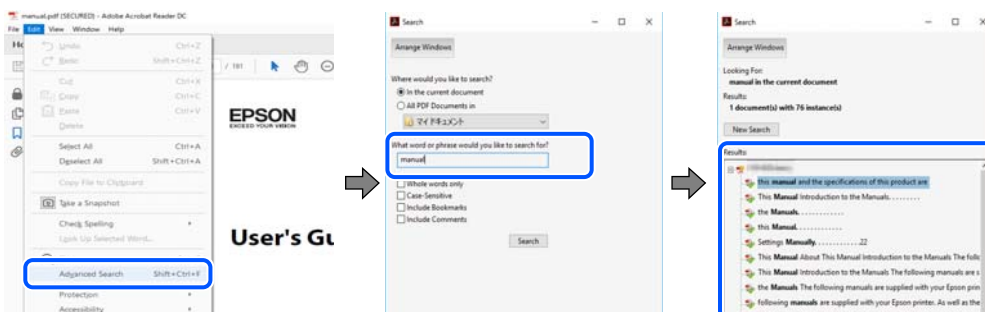 manual.pdf (SECURED) - Adobe Acrobat Reader DC
File Edit View Window Help
Undo Ctrl+Z
Redo Shift+Ctrl+Z
Cut Ctrl+X
Copy Ctrl+C
Paste Ctrl+V
Delete
Select All Ctrl+A
Deselect All Shift+Ctrl+A
Copy File to Clipboard
Take a Snapshot
Check Spelling
Look Up Selected Word...
Advanced Search Shift+Ctrl+F
Protection
Accessibility
/ 191
EPSON
EXCEED YOUR VISION
User's Gu
Search
Arrange Windows
Where would you like to search?
In the current document
All PDF Documents in
マイ ドキュメント
What word or phrase would you like to search for?
manual
Whole words only
Case-Sensitive
Include Bookmarks
Include Comments
Search
Search
Arrange Windows
Looking For:
manual in the current document
Results:
1 document(s) with 76 instance(s)
New Search
Results:
this manual and the specifications of this product are
This Manual Introduction to the Manuals. . . . . . . . .
the Manuals. . . . . . . . . . . . .
this Manual. . . . . . . . . . . . .
Settings Manually. . . . . . . . . . . .22
This Manual About This Manual Introduction to the Manuals The follo
This Manual Introduction to the Manuals The following manuals are s
the Manuals The following manuals are supplied with your Epson prin
following manuals are supplied with your Epson printer. As well as the